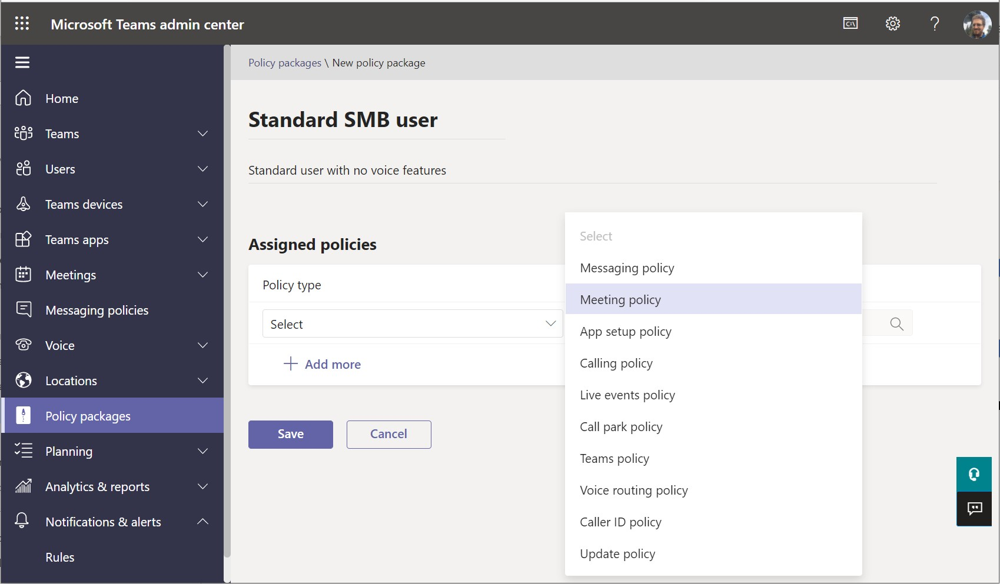 Microsoft Teams admin center
C:\
?
Home
Teams
Users
Teams devices
Teams apps
Meetings
Messaging policies
Voice
Locations
Policy packages
Planning
Analytics & reports
Notifications & alerts
Rules
Policy packages \ New policy package
Standard SMB user
Standard user with no voice features
Assigned policies
Policy type
Select
Add more
Save
Cancel
Select
Messaging policy
Meeting policy
App setup policy
Calling policy
Live events policy
Call park policy
Teams policy
Voice routing policy
Caller ID policy
Update policy